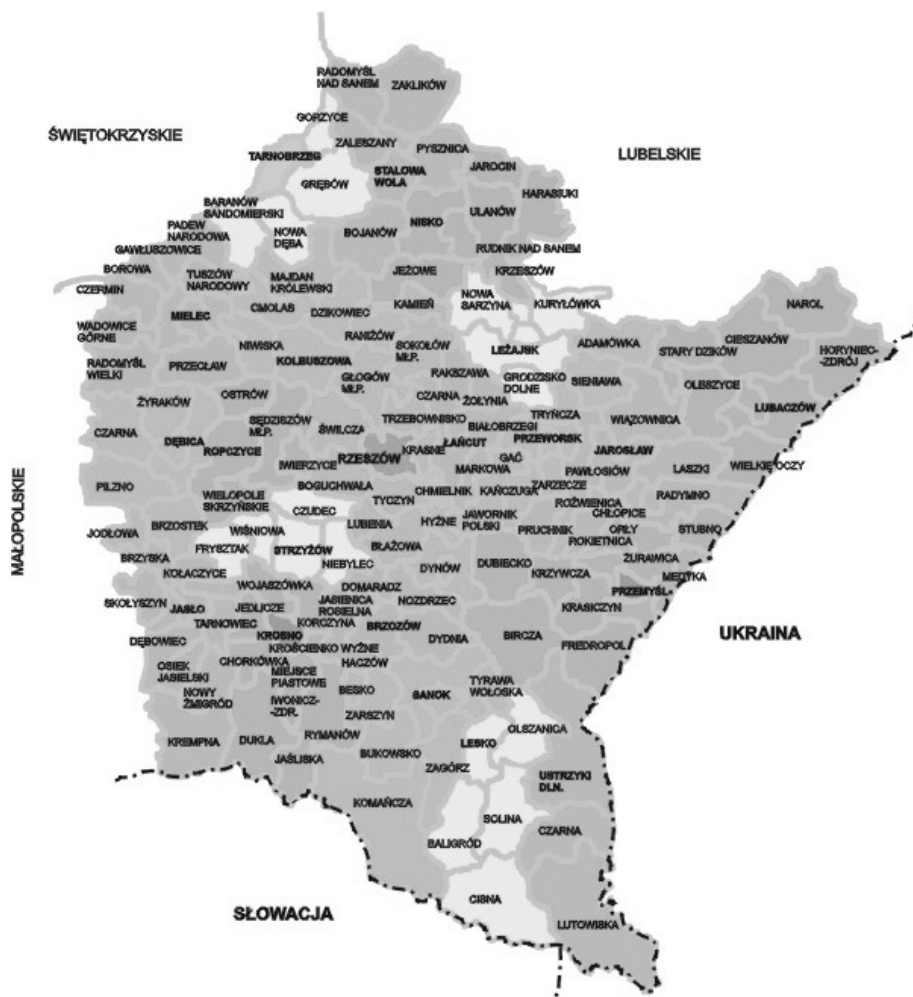 RADOMYŚL
NAD SANEM
ZAKLIKÓW
GORZYCE
ŚWIĘTOKRZYSKIE
ZALESZANY
PYSZNICA
TARNOBRZEG
LUBELSKIE
STALOWA
WOLA
JAROCIN
GRĘBÓW
HARASIUKI
BARANÓW
SANDOMIERSKI
ULANÓW
NISKO
PADEW
NARODOWA
NOWA
DĘBA
BOJANÓW
GAWŁUSZOWICE
RUDNIK NAD SANEM
BOROWA
TUSZÓW
NARODOWY
MAJDAN
KRÓLEWSKI
JEŻOWE
KRZESZÓW
CZERMIN
NOWA
SARZYNA
KURYŁÓWKA
NAROL
CMOLAS
DZIKOWIEC
KAMIEŃ
MIELEC
WADOWICE
GÓRNE
RANIŻÓW
CIESZANÓW
NIWISKA
SOKOŁÓW
MŁP.
LEŻAJSK
ADAMÓWKA
STARY DZIKÓW
HORYNIEC-
-ZDRÓJ
RADOMYŚL
WIELKI
PRZECŁAW
KOLBUSZOWA
RAKSZAWA
GŁOGÓW
MŁP.
GRODZISKO
DOLNE
SIENIAWA
OLESZYCE
OSTRÓW
CZARNA
ŻOŁYNIA
ŻYRAKÓW
LUBACZÓW
SĘDZISZÓW
MŁP.
TRZEBOWNISKO
TRYŃCZA
WIĄZOWNICA
ŚWILCZA
BIAŁOBRZEGI
CZARNA
DĘBICA
ROPCZYCE
KRASNE
ŁAŃCUT
PRZEWORSK
JAROSŁAW
RZESZÓW
GAĆ
IWIERZYCE
MARKOWA
PAWŁOSIÓW
LASZKI
WIELKIE OCZY
PILZNO
BOGUCHWAŁA
CHMIELNIK
KAŃCZUGA
ZARZECZE
MAŁOPOLSKIE
WIELOPOLE
SKRZYŃSKIE
TYCZYN
ROŹWIENICA
RADYMNO
CZUDEC
CHŁOPICE
JODŁOWA
BRZOSTEK
WIŚNIOWA
LUBENIA
HYŻNE
JAWORNIK
POLSKI
PRUCHNIK
ORŁY
STUBNO
ROKIETNICA
FRYSZTAK
STRZYŻÓW
BŁAŻOWA
BRZYSKA
NIEBYLEC
DYNÓW
DUBIECKO
ŻURAWICA
KOŁACZYCE
KRZYWCZA
MEDYKA
WOJASZÓWKA
DOMARADZ
PRZEMYŚL
SKOŁYSZYN
JASŁO
JEDLICZE
JASIENICA
ROSIELNA
NOZDRZEC
KRASICZYN
TARNOWIEC
KORCZYNA
BRZOZÓW
DĘBOWIEC
KROSNO
DYDNIA
BIRCZA
UKRAINA
KROŚCIENKO WYŻNE
FREDROPOL
OSIEK
JASIELSKI
CHORKÓWKA
HACZÓW
MIEJSCE
PIASTOWE
TYRAWA
WOŁOSKA
NOWY
ŻMIGRÓD
IWONICZ-
-ZDR.
BESKO
SANOK
ZARSZYN
OLSZANICA
KREMPNA
DUKLA
RYMANÓW
LESKO
JAŚLISKA
BUKOWSKO
ZAGÓRZ
USTRZYKI
DLN.
KOMAŃCZA
SOLINA
CZARNA
BALIGRÓD
CISNA
SŁOWACJA
LUTOWISKA